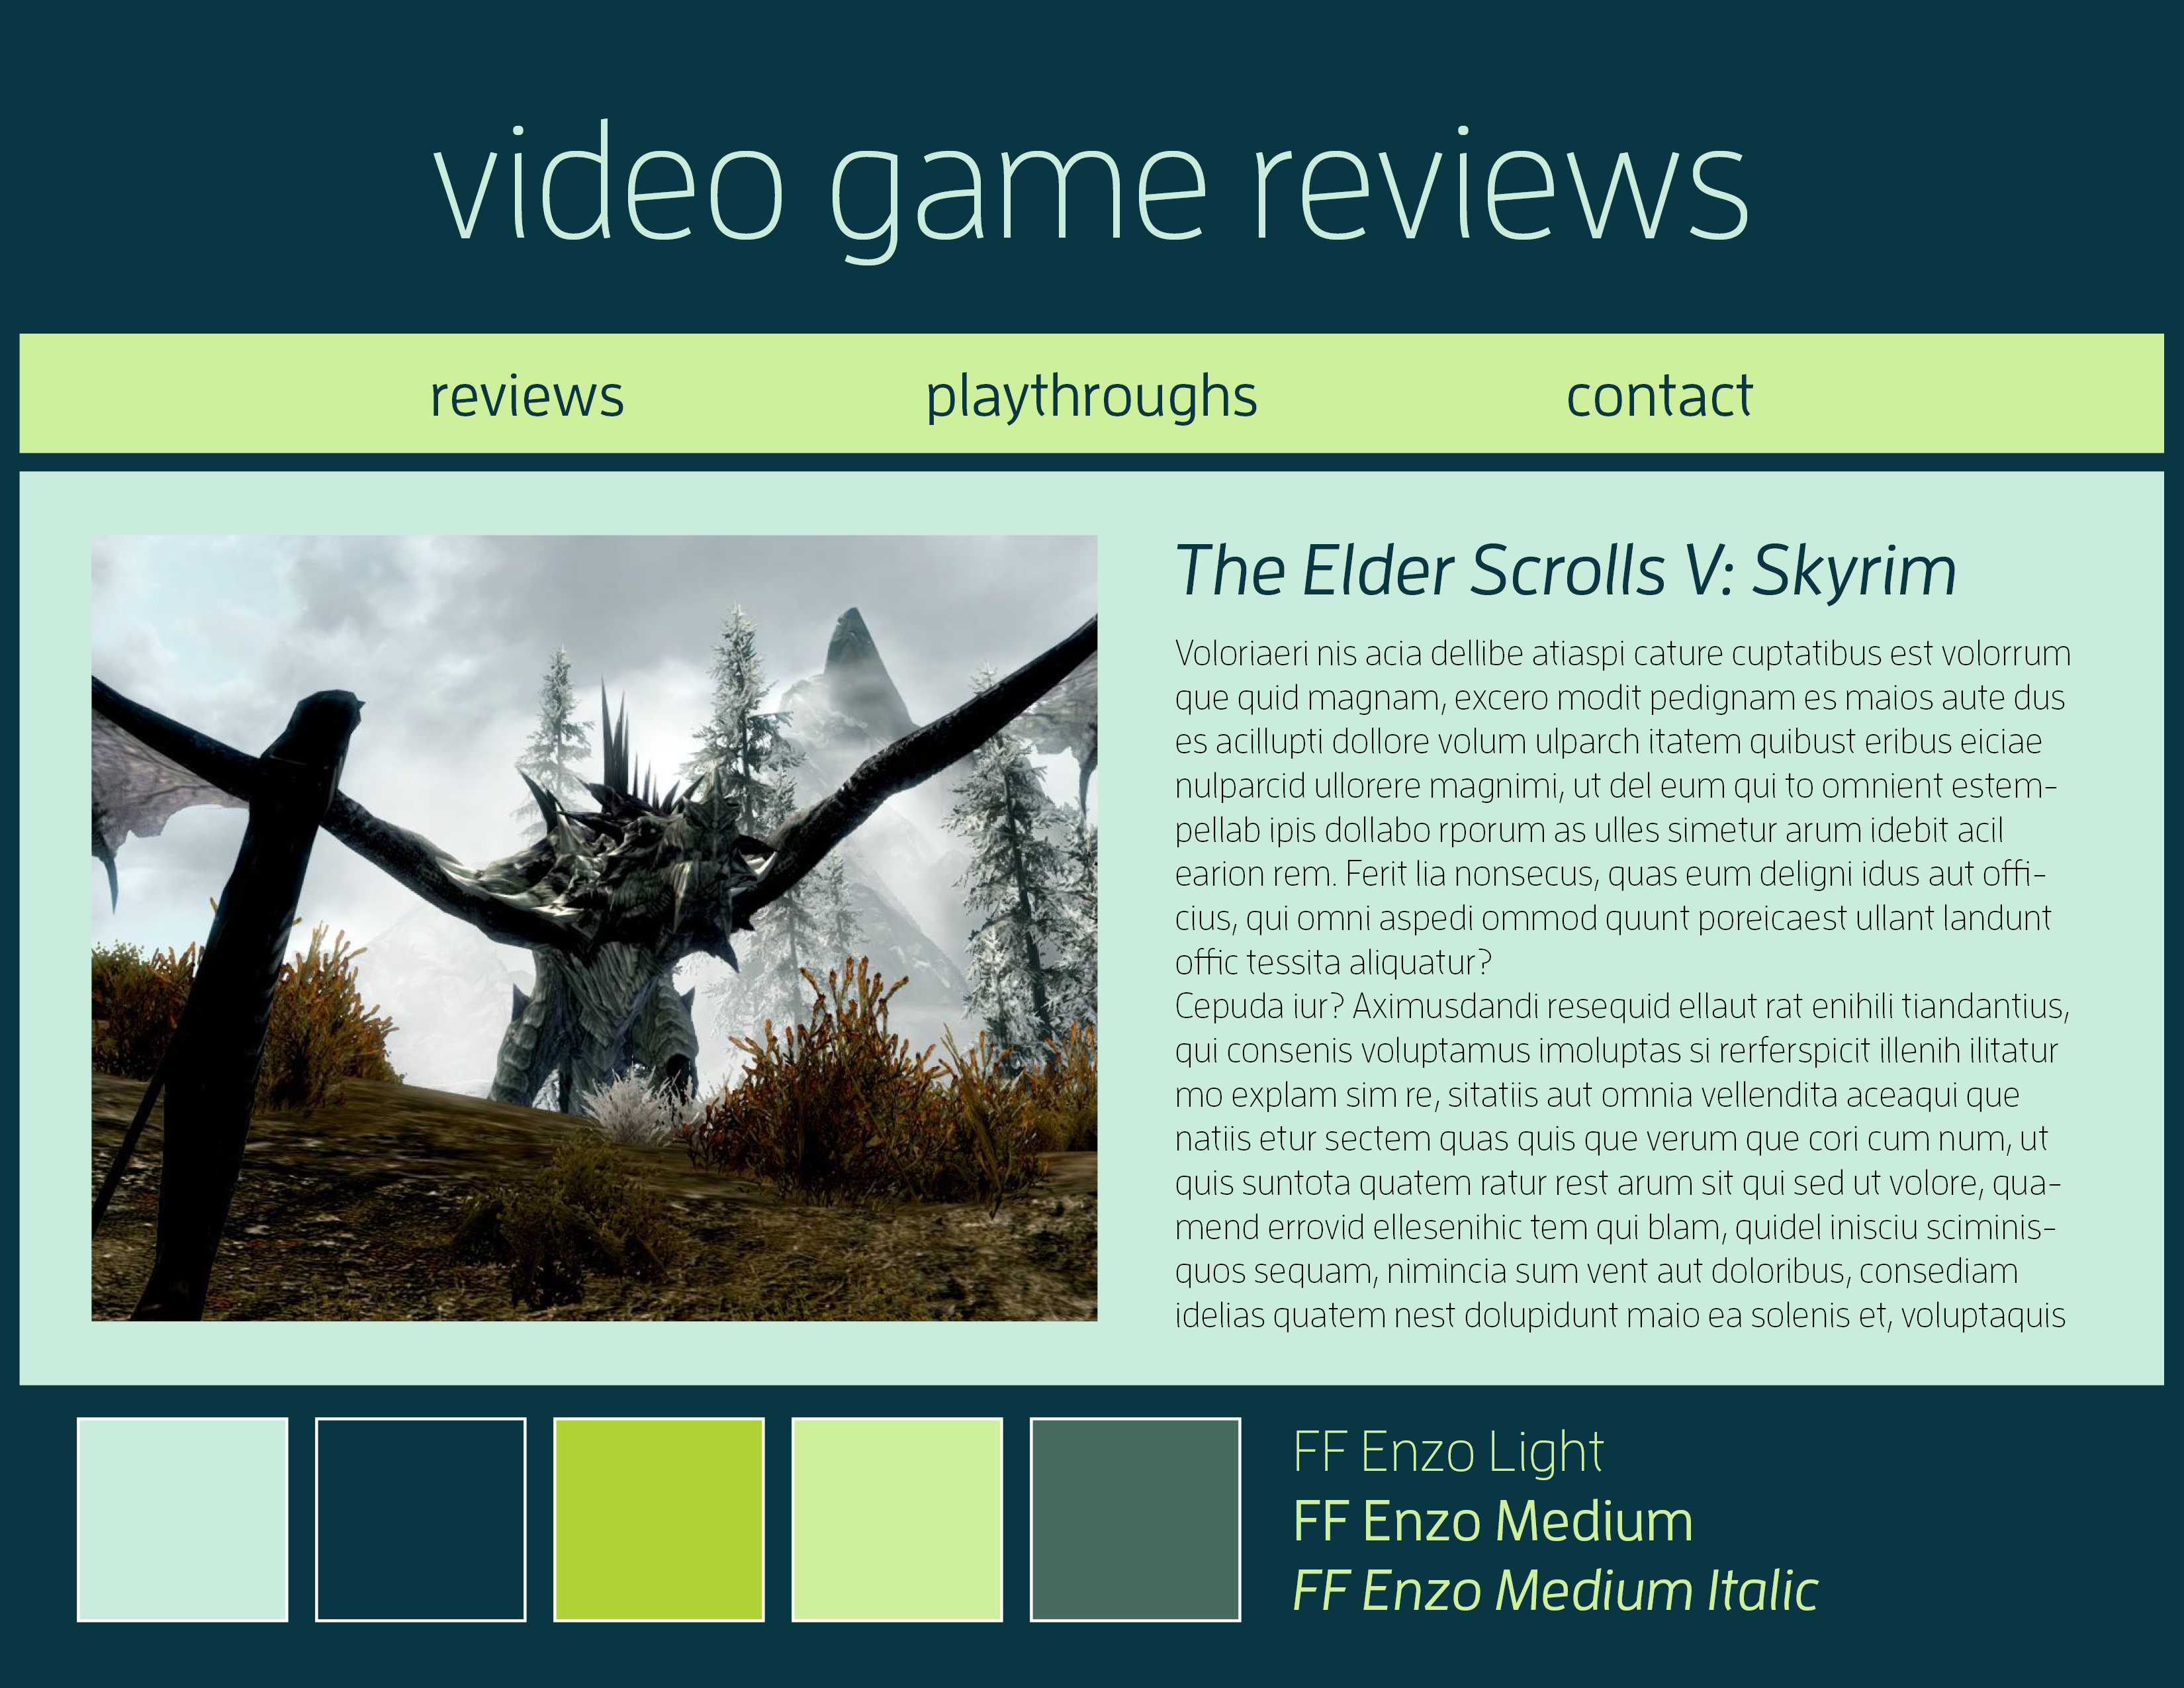 video game reviews
reviews playthroughs contact
The Elder Scrolls V: Skyrim
Voloriaeri nis acia dellibe atiaspi cature cuptatibus est volorrum
que quid magnam, excero modit pedignam es maios aute dus
es acillupti dollore volum ulparch itatem quibust eribus eiciae
nulparcid ullorere magnimi, ut del eum qui to omnient estem-
pellab ipis dollabo rporum as ulles simetur arum idebit acil
earion rem. Ferit lia nonsecus, quas eum deligni idus aut offi-
cius, qui omni aspedi ommod quunt poreicaest ullant landunt
offic tessita aliquatur?
Cepuda iur? Aximusdandi resequid ellaut rat enihili tiandantius,
qui consenis voluptamus imoluptas si rerferspicit illenih ilitatur
mo explam sim re, sitatiis aut omnia vellendita aceaqui que
natiis etur sectem quas quis que verum que cori cum num, ut
quis suntota quatem ratur rest arum sit qui sed ut volore, qua-
mend errovid ellesenihic tem qui blam, quidel inisciu sciminis-
quos sequam, nimincia sum vent aut doloribus, consediam
idelias quatem nest dolupidunt maio ea solenis et, voluptaquis
FF Enzo Light
FF Enzo Medium
FF Enzo Medium Italic